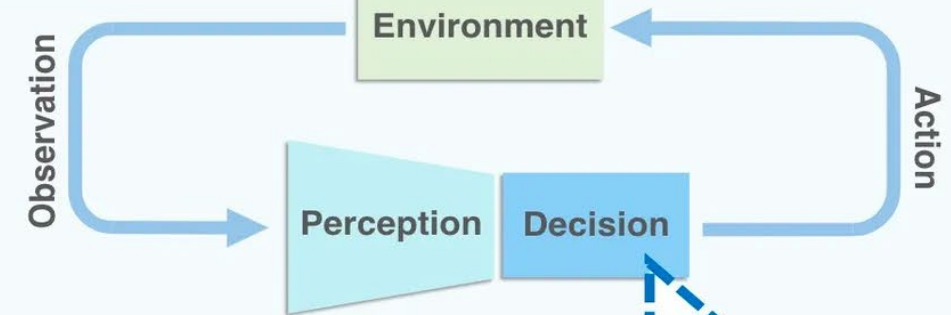 Environment
Observation
Action
Perception
Decision